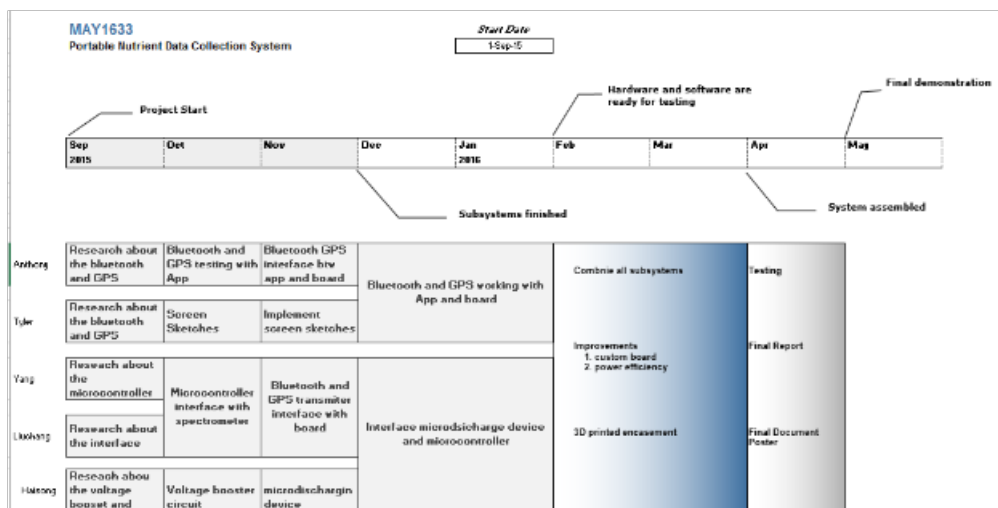 MAY1633
Portable Nutrient Data Collection System
Start Date
1-Sep-15
Final demonstration
Hardware and software are
ready for testing
Project Start
Sep Oct Nov Dec Jan Feb Mar Apr May
2015 2016
System assembled
Subsystems finished
Anthong
Research about
the bluetooth
and GPS
Bluetooth and
GPS testing with
App
Bluetooth GPS
interface btw
app and board
Bluetooth and GPS working with
App and board
Combnie all subsystems
Testing
Tyler
Research about
the bluetooth
and GPS
Screen
Sketches
Implement
screen sketches
Improvements
1. custom board
2. power efficiency
Final Report
Yang
Reseach about
the
microcontroller
Microcontroller
interface with
spectrometer
Bluetooth and
GPS transmiter
interface with
board
Interface microdsicharge device
and microcontroller
Research about
the interface
3D printed encasement
Final Document
Poster
Haisong
Reseach abou
the voltage
booset and
Voltage booster
circuit
microdischargin
device